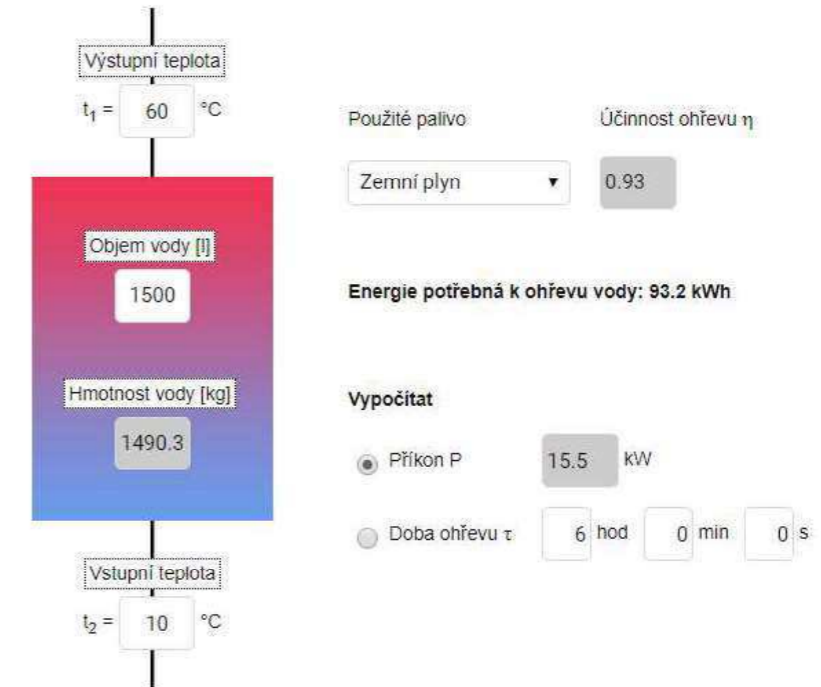 Výstupní teplota
t1 = 60 °C
Objem vody [l]
1500
Hmotnost vody [kg]
1490.3
Vstupní teplota
t2 = 10 °C
Použité palivo Účinnost ohřevu η
Zemní plyn 0.93
Energie potřebná k ohřevu vody: 93.2 kWh
Vypočítat
Příkon P 15.5 kW
Doba ohřevu τ 6 hod 0 min 0 s